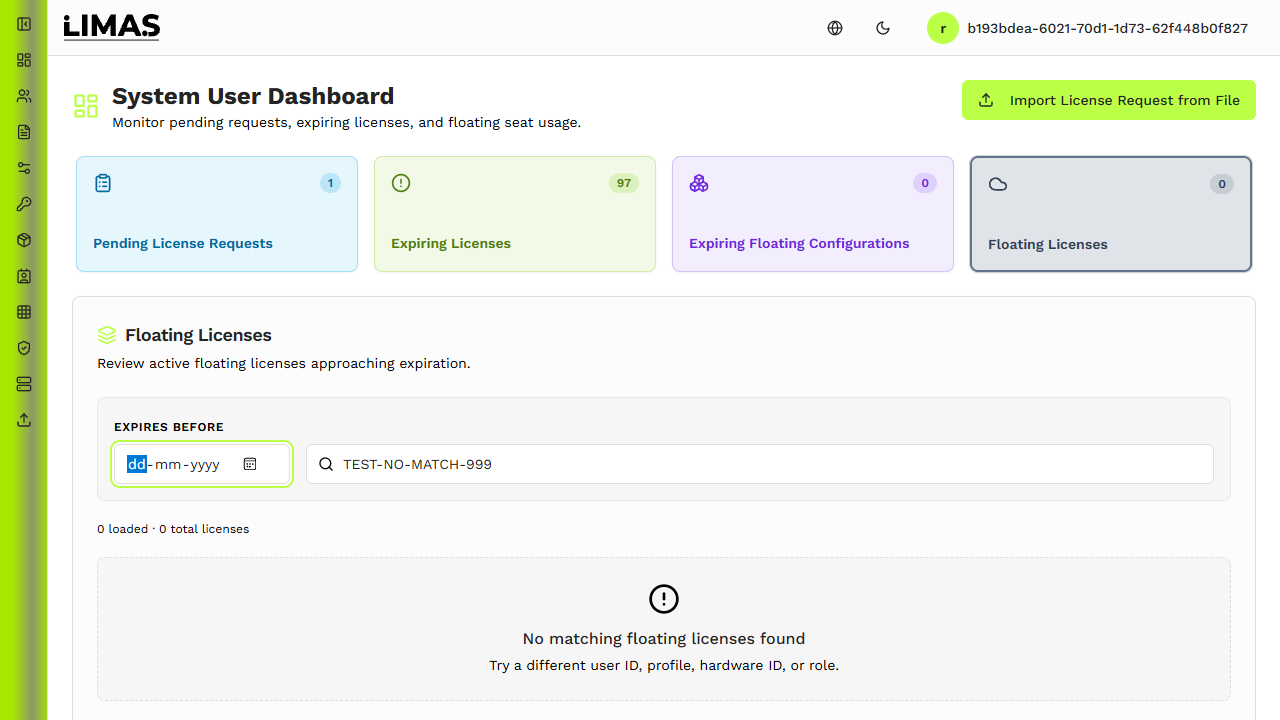 LIMAS
r
b193bdea-6021-70d1-1d73-62f448b0f827
System User Dashboard
Monitor pending requests, expiring licenses, and floating seat usage.
Import License Request from File
1
Pending License Requests
97
Expiring Licenses
0
Expiring Floating Configurations
0
Floating Licenses
Floating Licenses
Review active floating licenses approaching expiration.
EXPIRES BEFORE
dd-mm-yyyy
TEST-NO-MATCH-999
0 loaded · 0 total licenses
No matching floating licenses found
Try a different user ID, profile, hardware ID, or role.